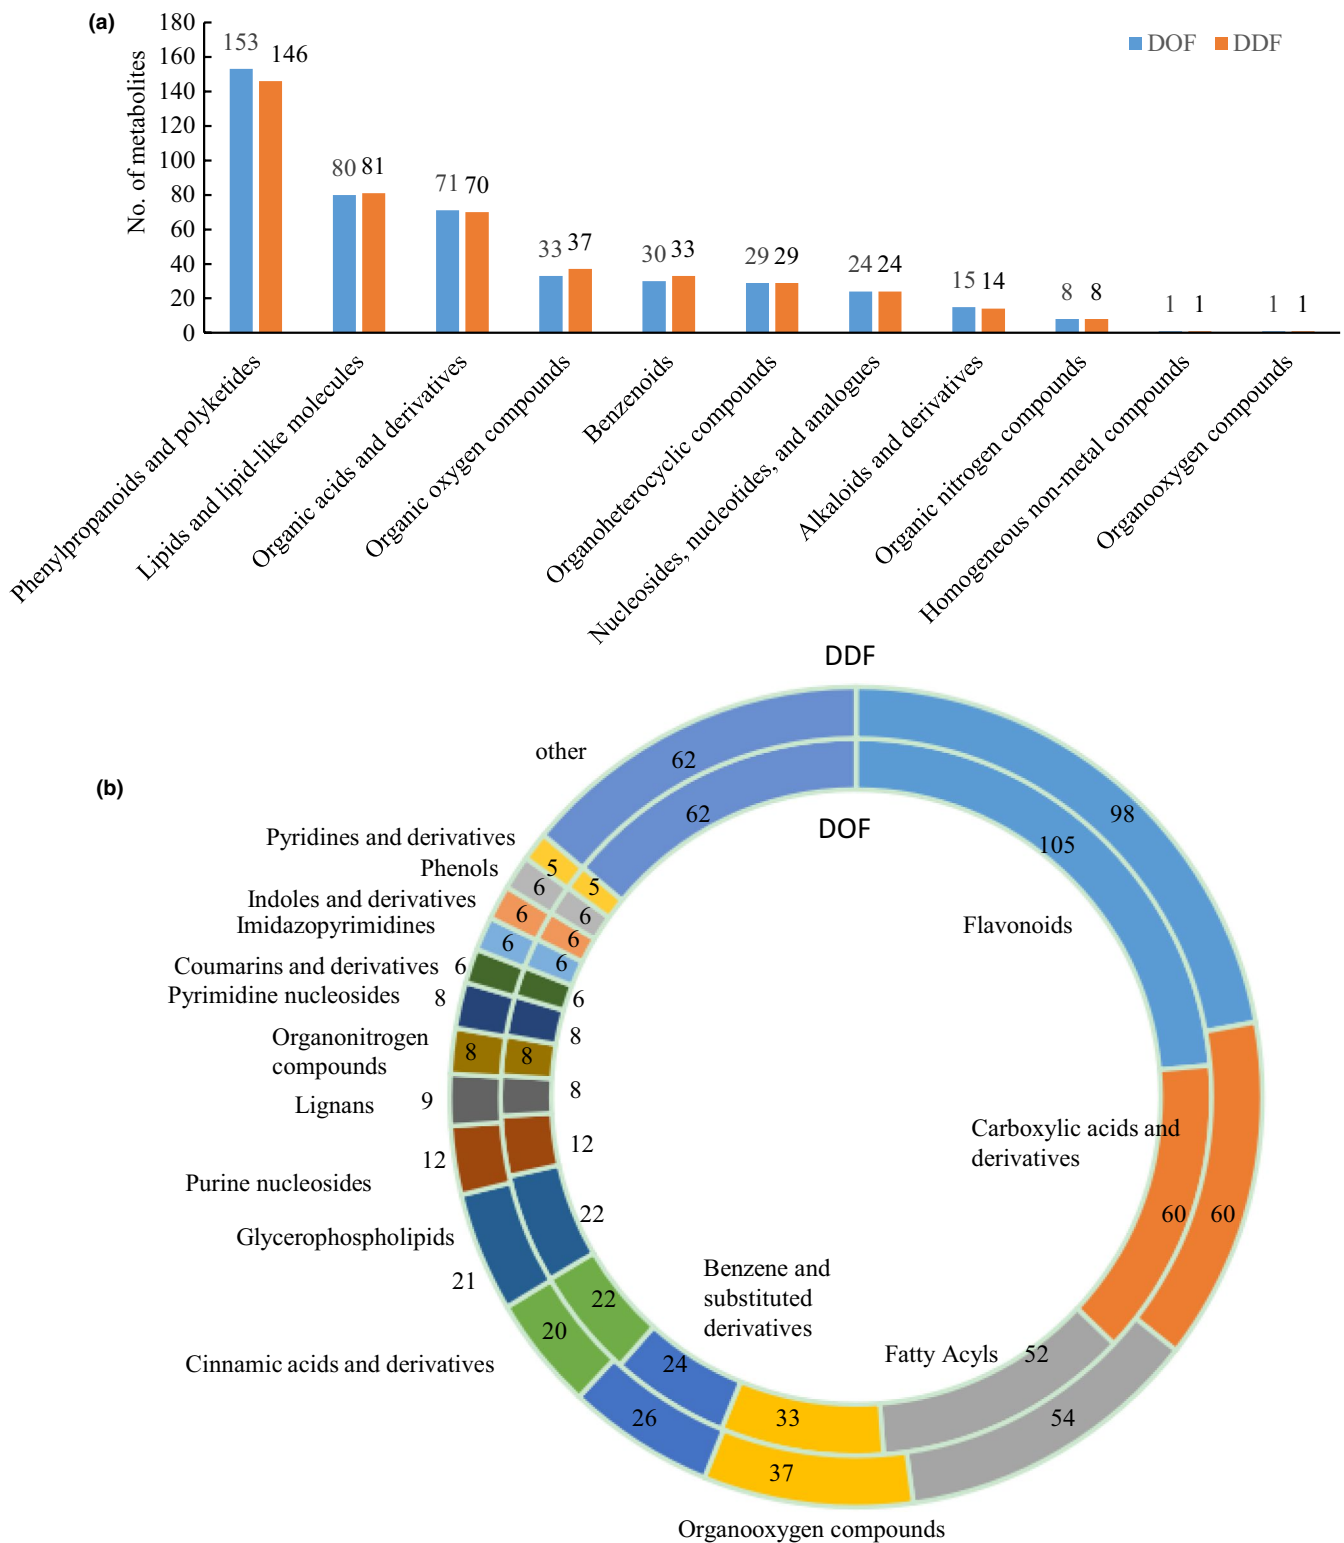 (a)
No. of metabolites
180
160
140
120
100
80
60
40
20
0
DOF
DDF
153
146
80
81
71
70
33
37
30
33
29
29
24
24
15
14
8
8
1
1
1
1
Phenylpropanoids and polyketides
Lipids and lipid-like molecules
Organic acids and derivatives
Organic oxygen compounds
Benzenoids
Organoheterocyclic compounds
Nucleosides, nucleotides, and analogues
Alkaloids and derivatives
Organic nitrogen compounds
Homogeneous non-metal compounds
Organooxygen compounds
(b)
DDF
DOF
other
62
62
98
105
Flavonoids
Pyridines and derivatives
5
5
Phenols
6
6
Indoles and derivatives
6
6
Imidazopyrimidines
6
6
Coumarins and derivatives
6
6
Pyrimidine nucleosides
8
8
Organonitrogen
compounds
8
8
Lignans
9
8
Purine nucleosides
12
12
Glycerophospholipids
21
22
Cinnamic acids and derivatives
20
22
Benzene and
substituted
derivatives
24
26
Carboxylic acids and
derivatives
60
60
Fatty Acyls
52
54
33
37
Organooxygen compounds